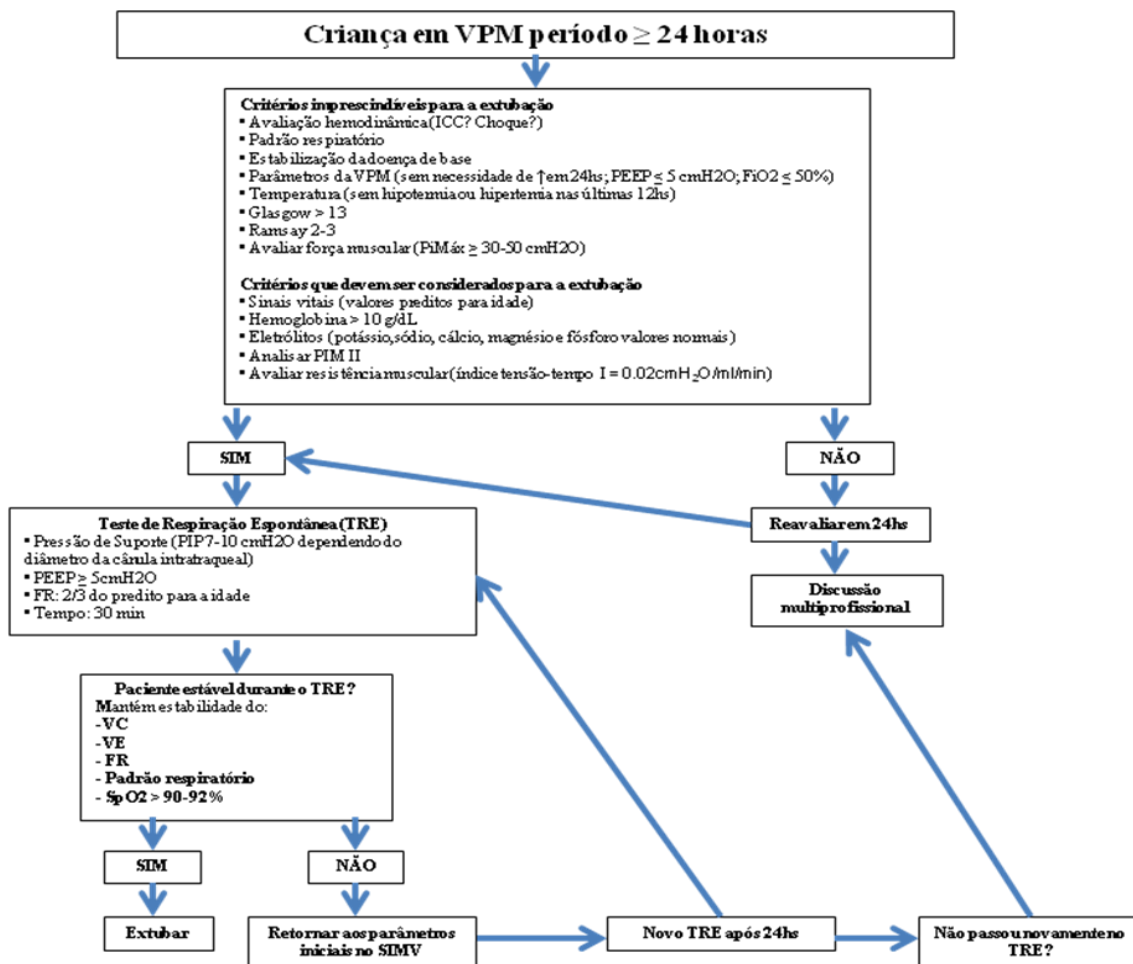 Criança em VPM período ≥ 24 horas
Critérios imprescindíveis para a extubação
▪ Avaliação hemodinâmica (ICC? Choque?)
▪ Padrão respiratório
▪ Estabilização da doença de base
▪ Parâmetros da VPM (sem necessidade de ↑em 24hs; PEEP ≤ 5 cmH2O; FiO2 ≤ 50%)
▪ Temperatura (sem hipotermia ou hipertemia nas últimas 12hs)
▪ Glasgow > 13
▪ Ramsay 2-3
▪ Avaliar força muscular (PiMáx ≥ 30-50 cmH2O)
Critérios que devem ser considerados para a extubação
▪ Sinais vitais (valores preditos para idade)
▪ Hemoglobina > 10 g/dL
▪ Eletrólitos (potássio,sódio, cálcio, magnésio e fósforo valores normais)
▪ Analisar PIM II
▪ Avaliar resistência muscular (índice tensão-tempo I = 0.02cmH₂O/ml/min)
SIM
NÃO
Teste de Respiração Espontânea (TRE)
▪ Pressão de Suporte (PIP 7-10 cmH2O dependendo do
diâmetro da cânula intratraqueal)
▪ PEEP ≥ 5cmH2O
▪ FR: 2/3 do predito para a idade
▪ Tempo: 30 min
Reavaliar em 24hs
Discussão
multiprofissional
Paciente estável durante o TRE?
Mantém estabilidade do:
- VC
- VE
- FR
- Padrão respiratório
- SpO2 > 90-92%
SIM
NÃO
Extubar
Retornar aos parâmetros
iniciais no SIMV
Novo TRE após 24hs
Não passou novamente no
TRE?